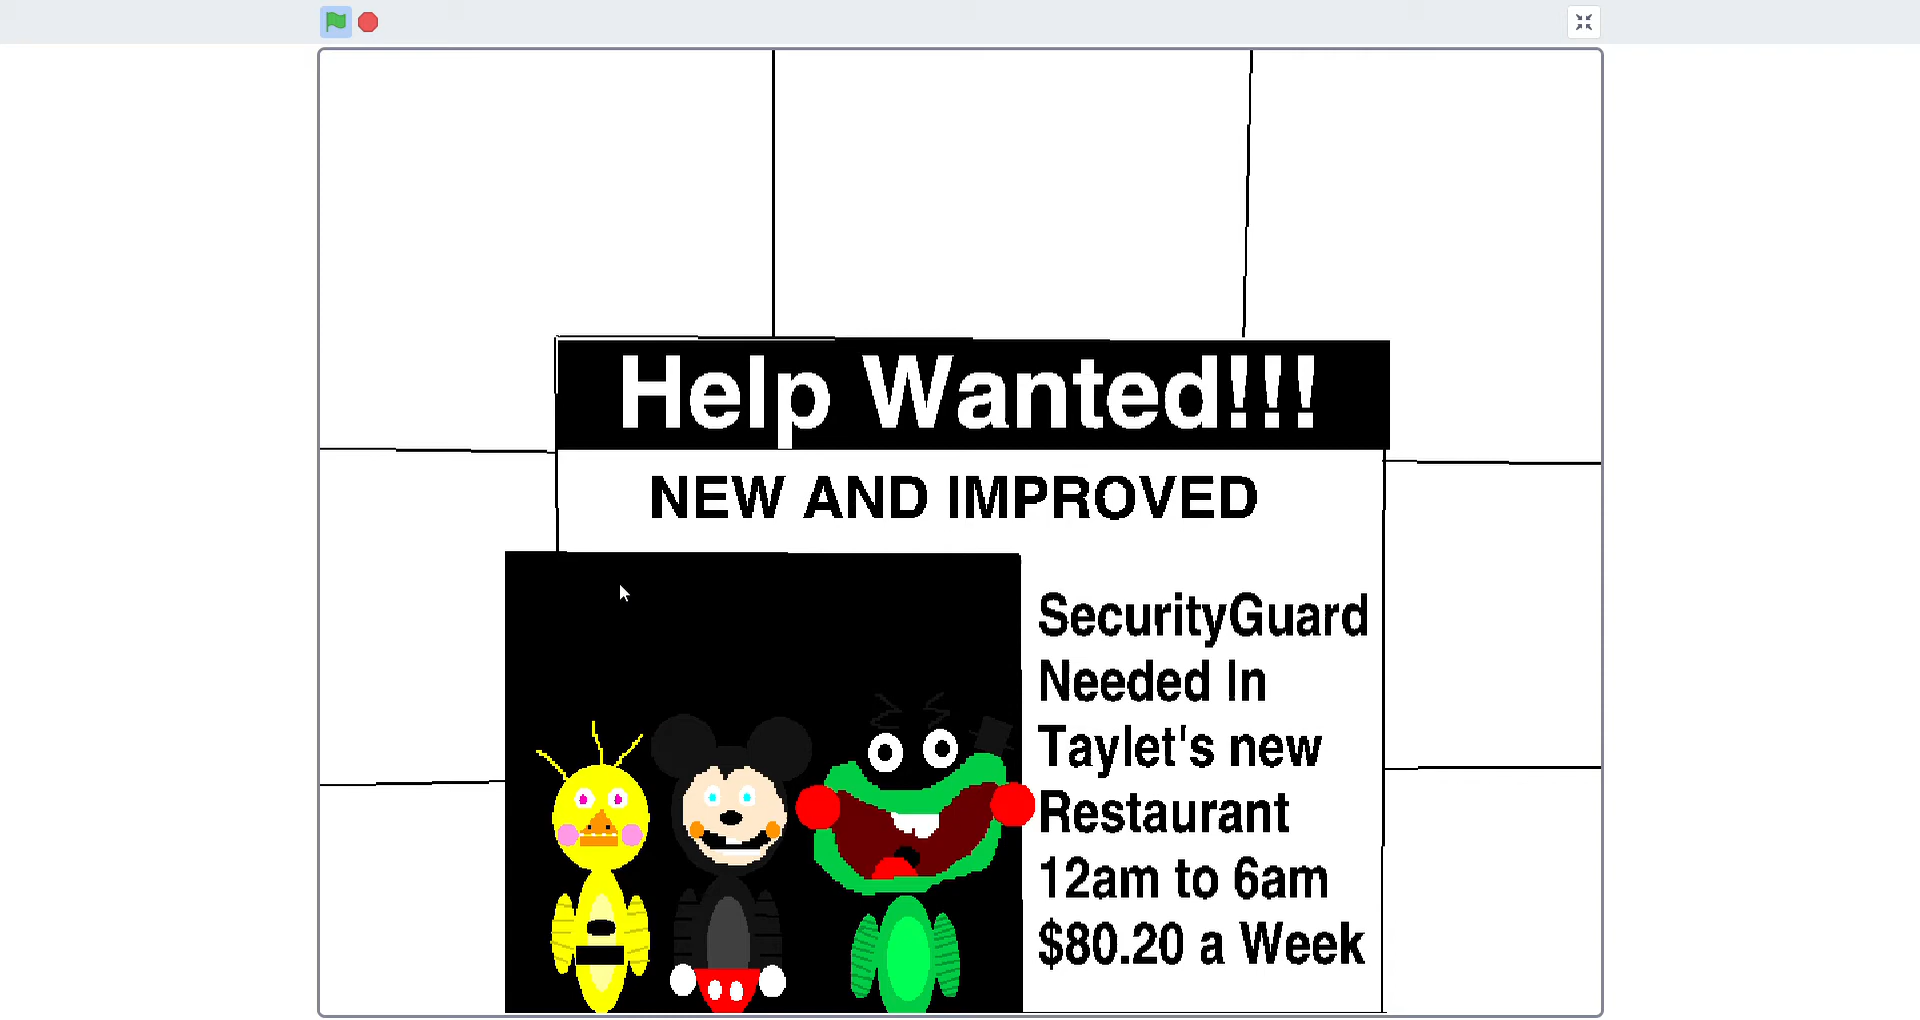 Help Wanted!!!
NEW AND IMPROVED
SecurityGuard
Needed In
Taylet's new
Restaurant
12am to 6am
$80.20 a Week